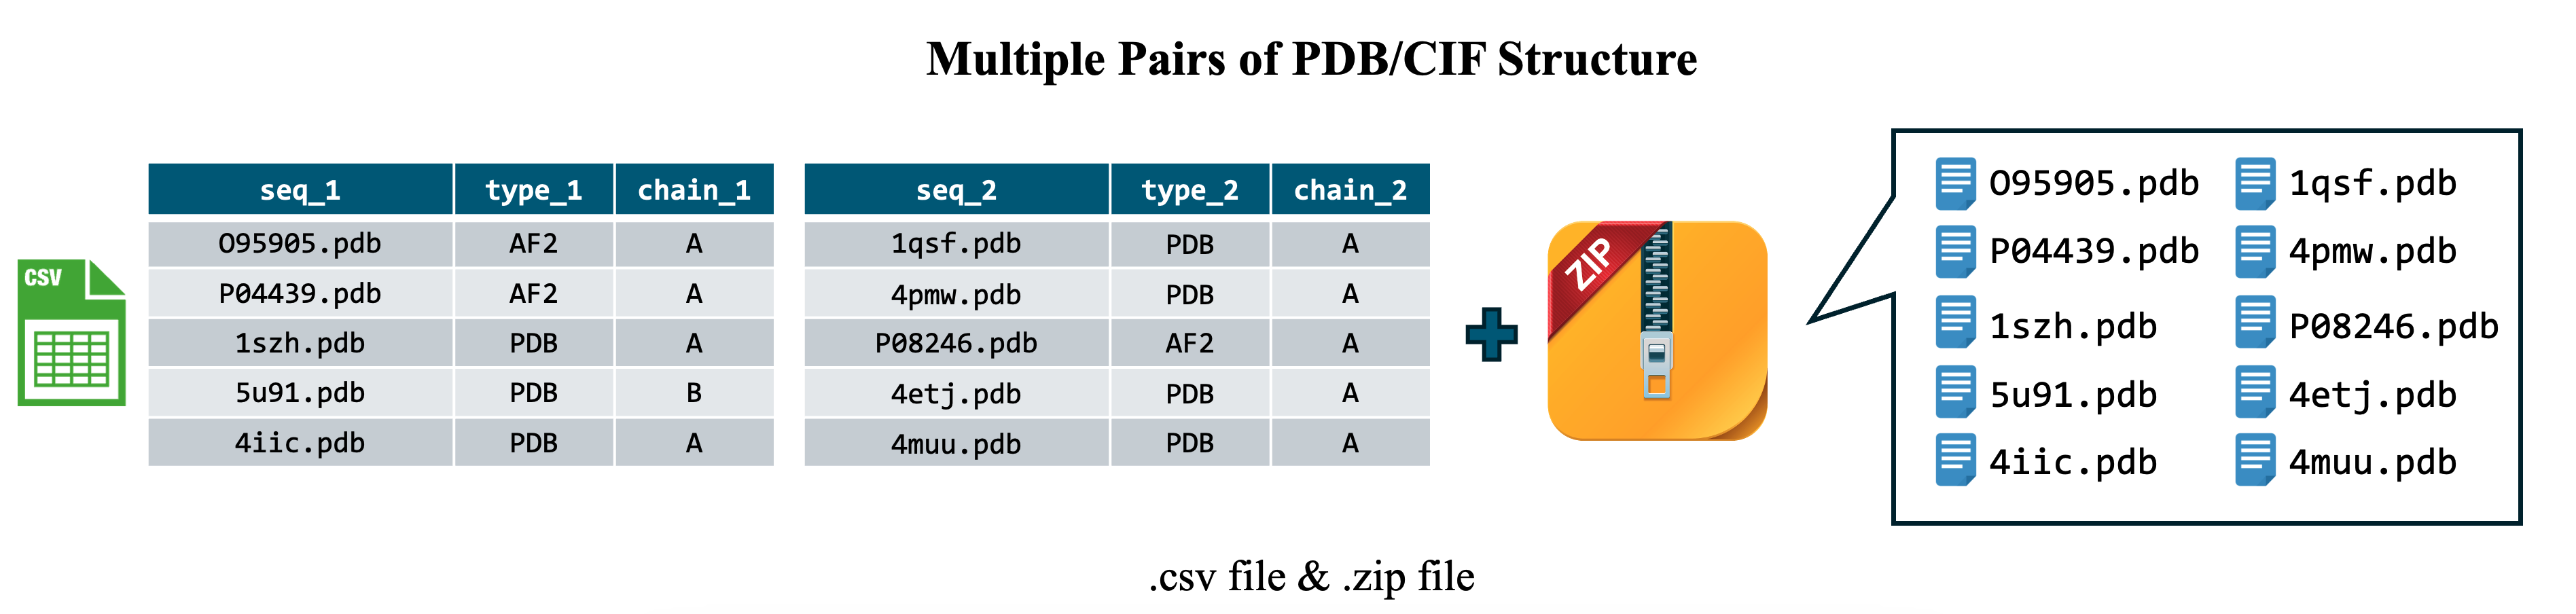 Multiple Pairs of PDB/CIF Structure
CSV
seq_1 type_1 chain_1 seq_2 type_2 chain_2
O95905.pdb AF2 A 1qsf.pdb PDB A
P04439.pdb AF2 A 4pmw.pdb PDB A
1szh.pdb PDB A P08246.pdb AF2 A
5u91.pdb PDB B 4etj.pdb PDB A
4iic.pdb PDB A 4muu.pdb PDB A
ZIP
O95905.pdb 1qsf.pdb
P04439.pdb 4pmw.pdb
1szh.pdb P08246.pdb
5u91.pdb 4etj.pdb
4iic.pdb 4muu.pdb
.csv file & .zip file